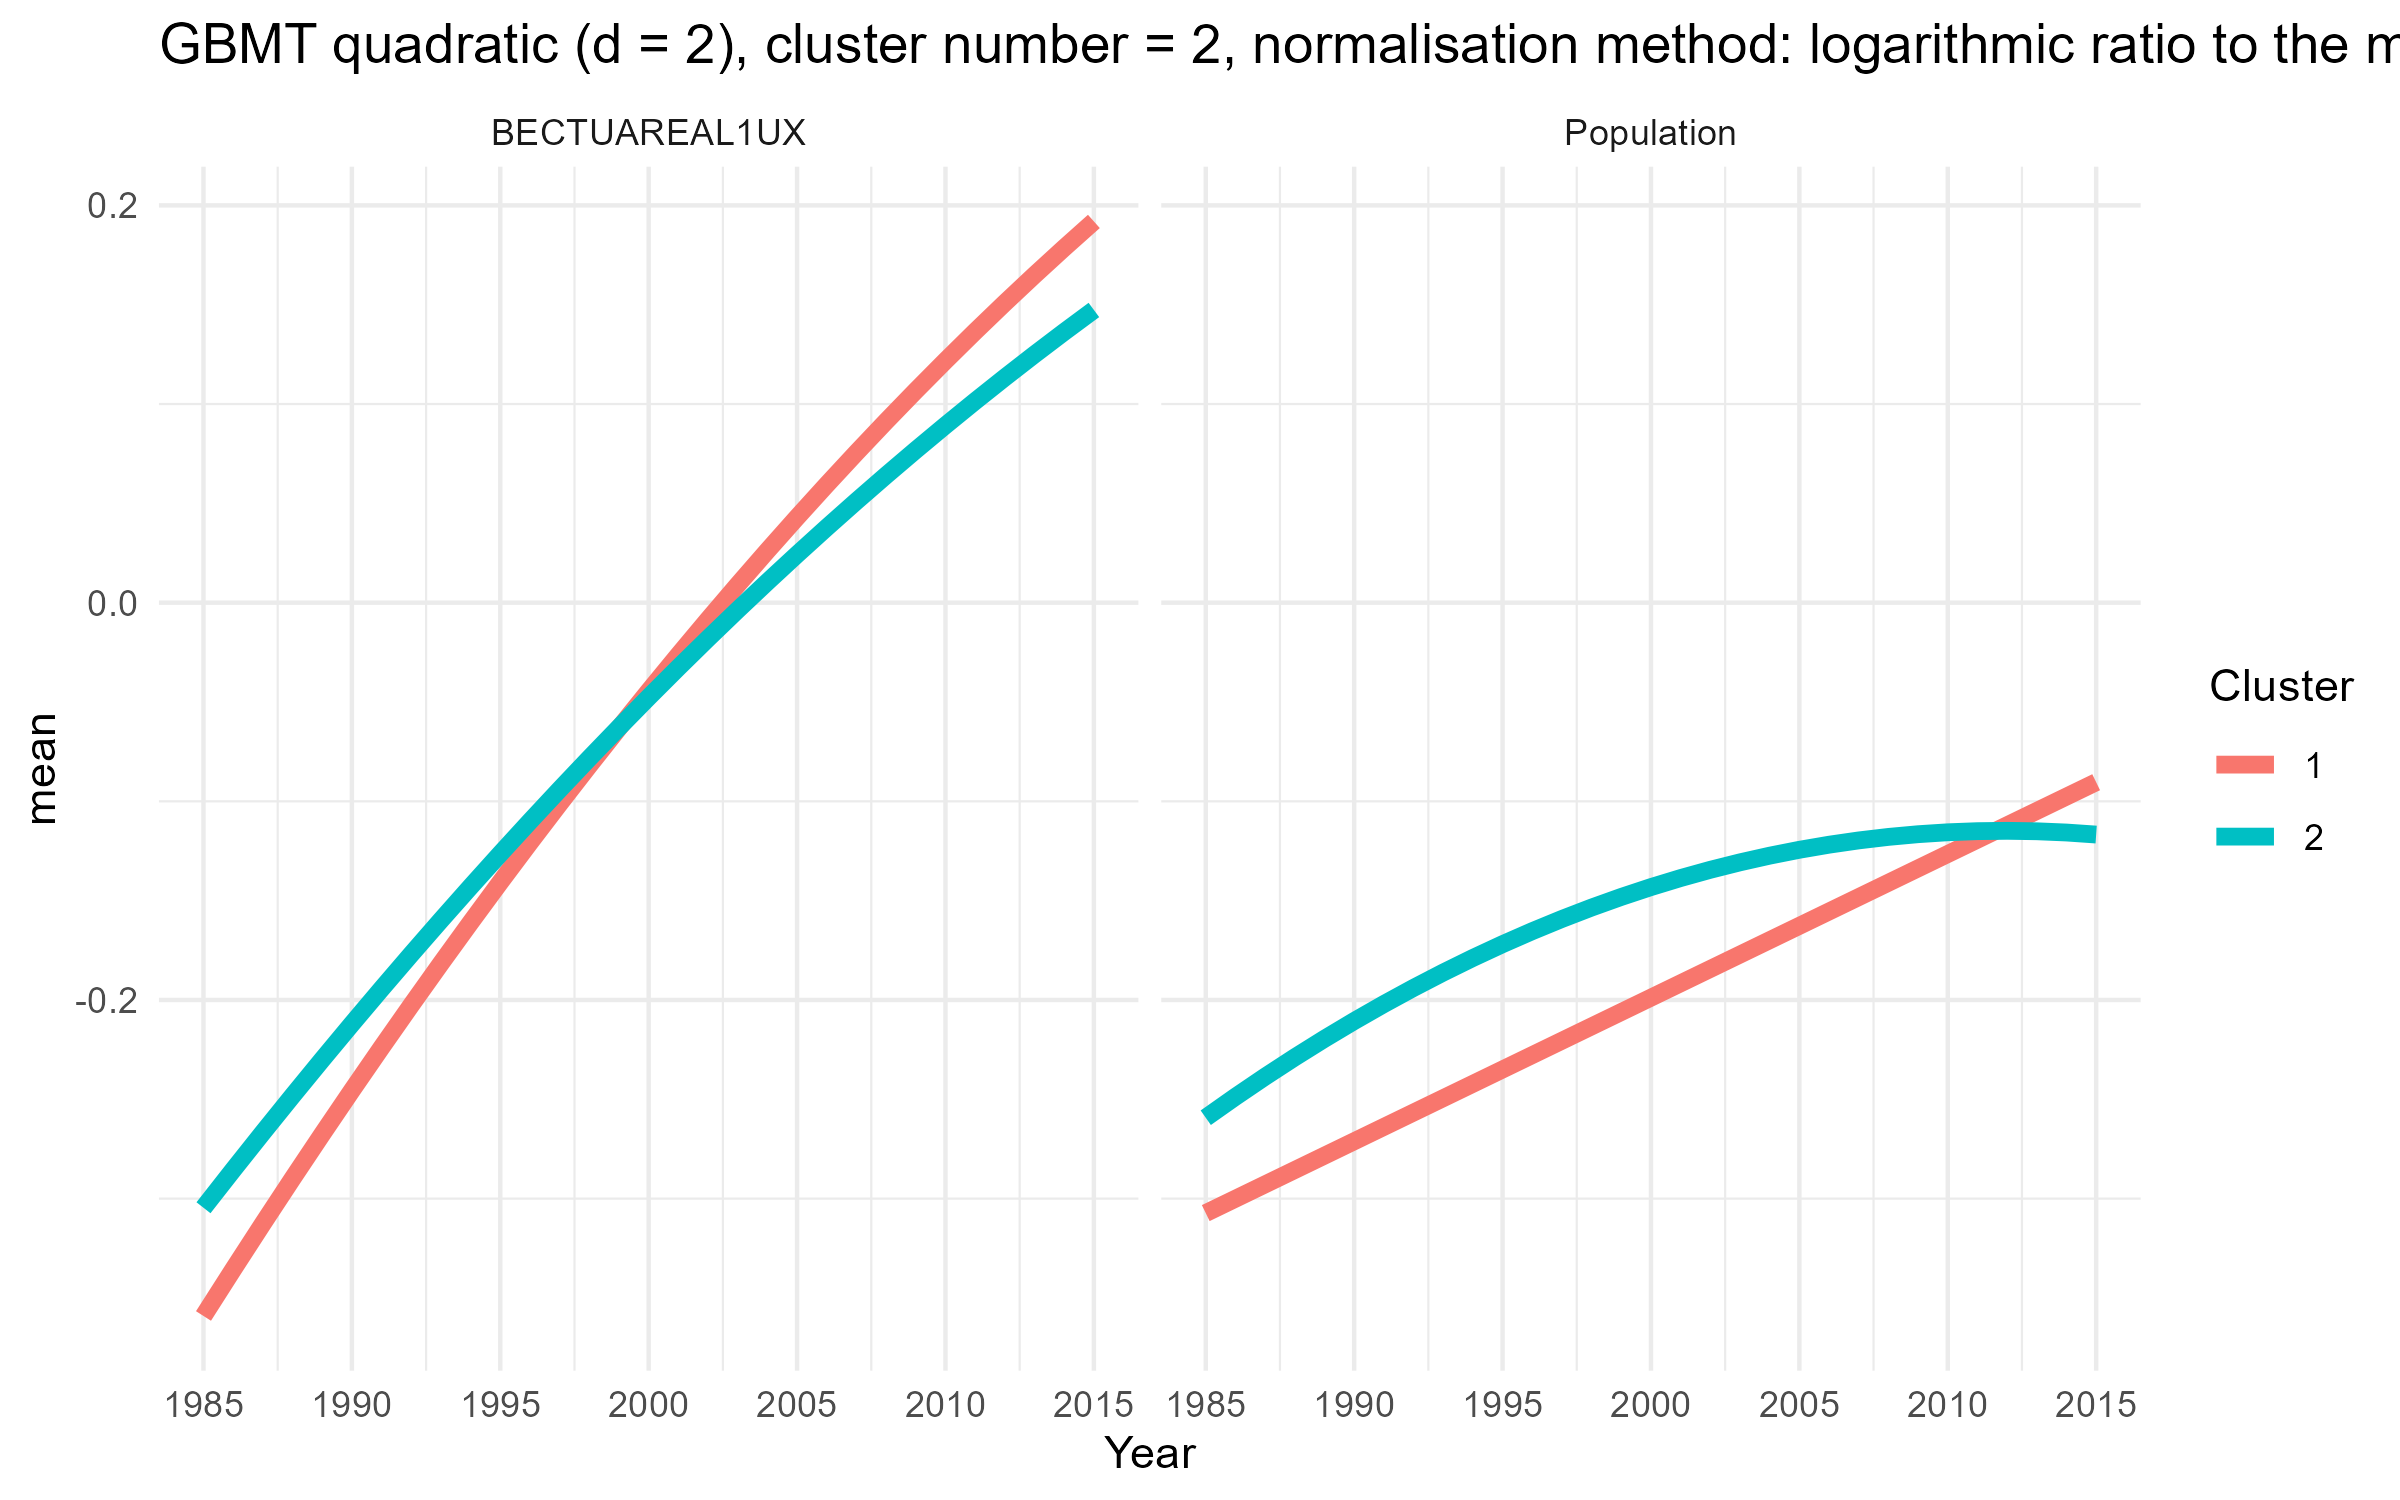 GBMT quadratic (d = 2), cluster number = 2, normalisation method: logarithmic ratio to the
BECTUAREAL1UX Population
0.2
0.0
-0.2
mean
1985 1990 1995 2000 2005 2010 2015 1985 1990 1995 2000 2005 2010 2015
Year
Cluster
1
2